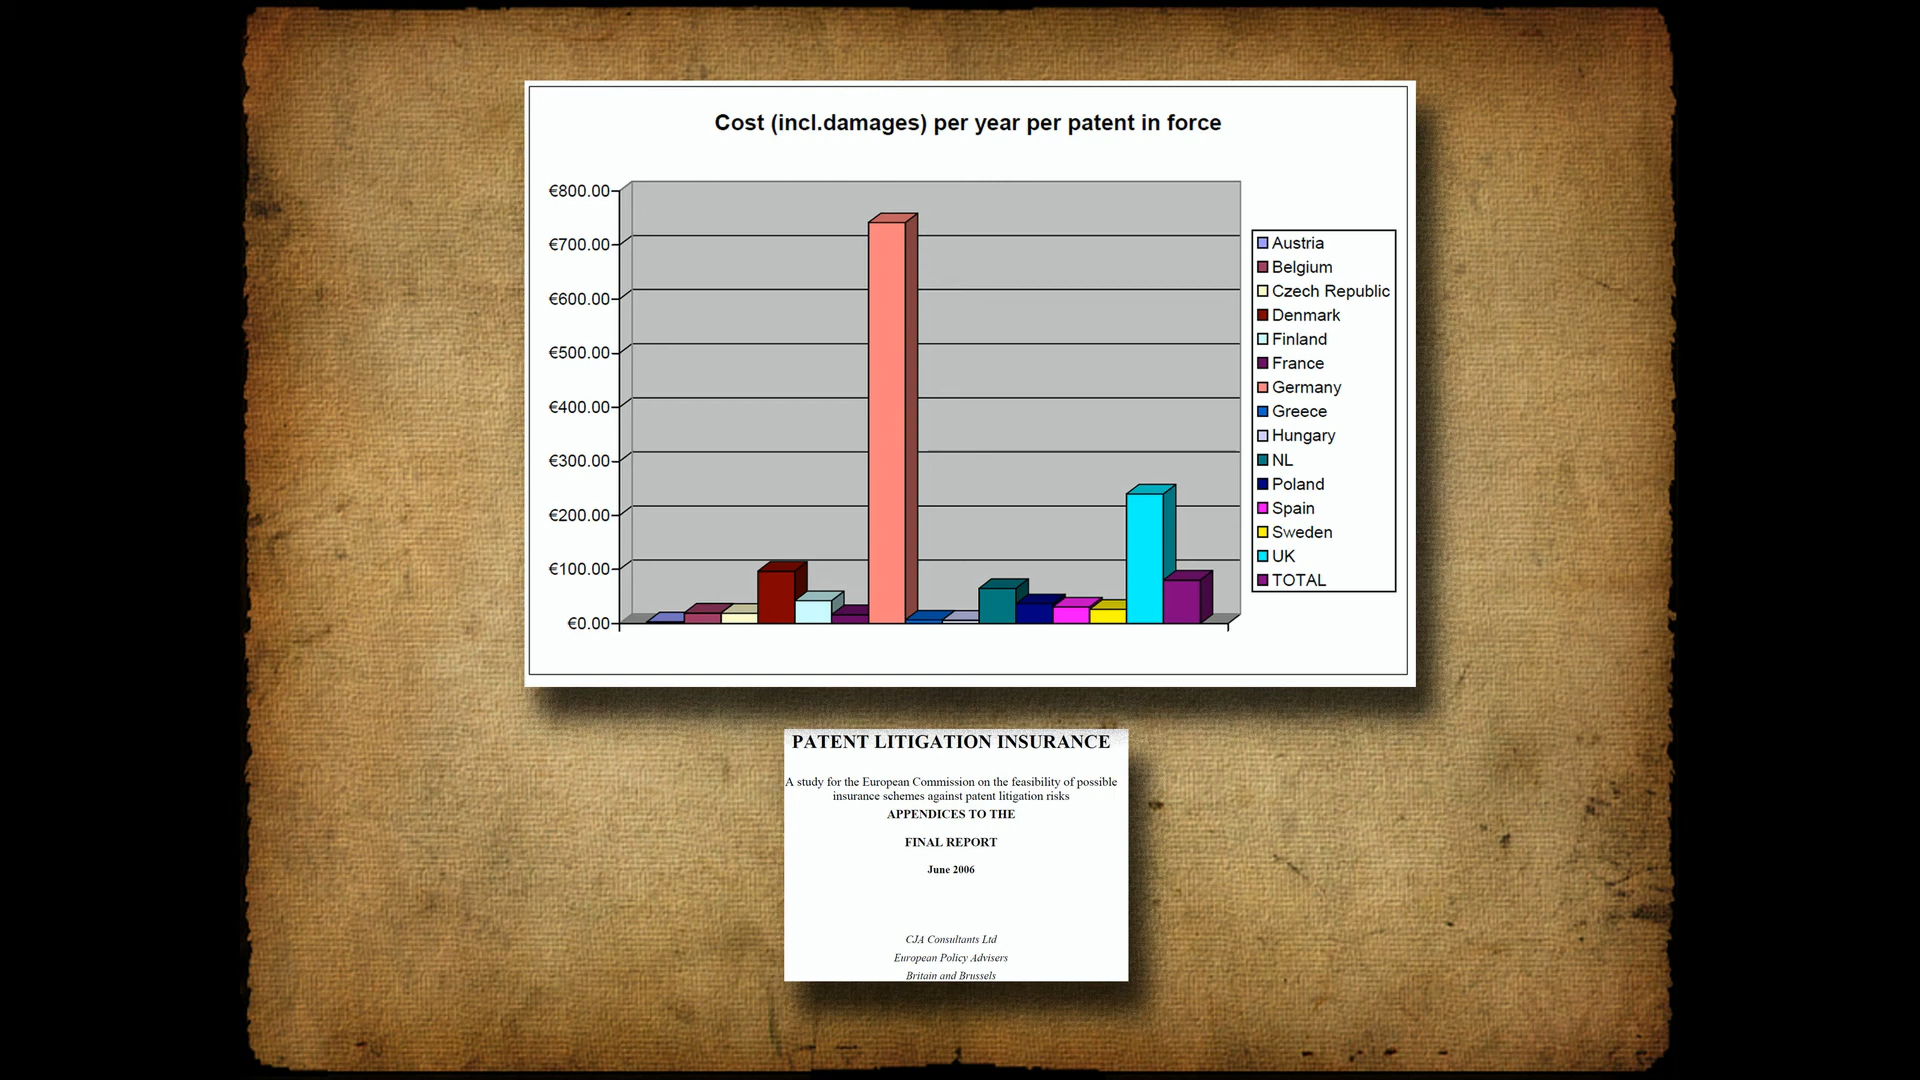 Cost (incl.damages) per year per patent in force
€800.00
€700.00
€600.00
€500.00
€400.00
€300.00
€200.00
€100.00
€0.00
Austria
Belgium
Czech Republic
Denmark
Finland
France
Germany
Greece
Hungary
NL
Poland
Spain
Sweden
UK
TOTAL
PATENT LITIGATION INSURANCE
A study for the European Commission on the feasibility of possible
insurance schemes against patent litigation risks
APPENDICES TO THE
FINAL REPORT
June 2006
CJA Consultants Ltd
European Policy Advisers
Britain and Brussels